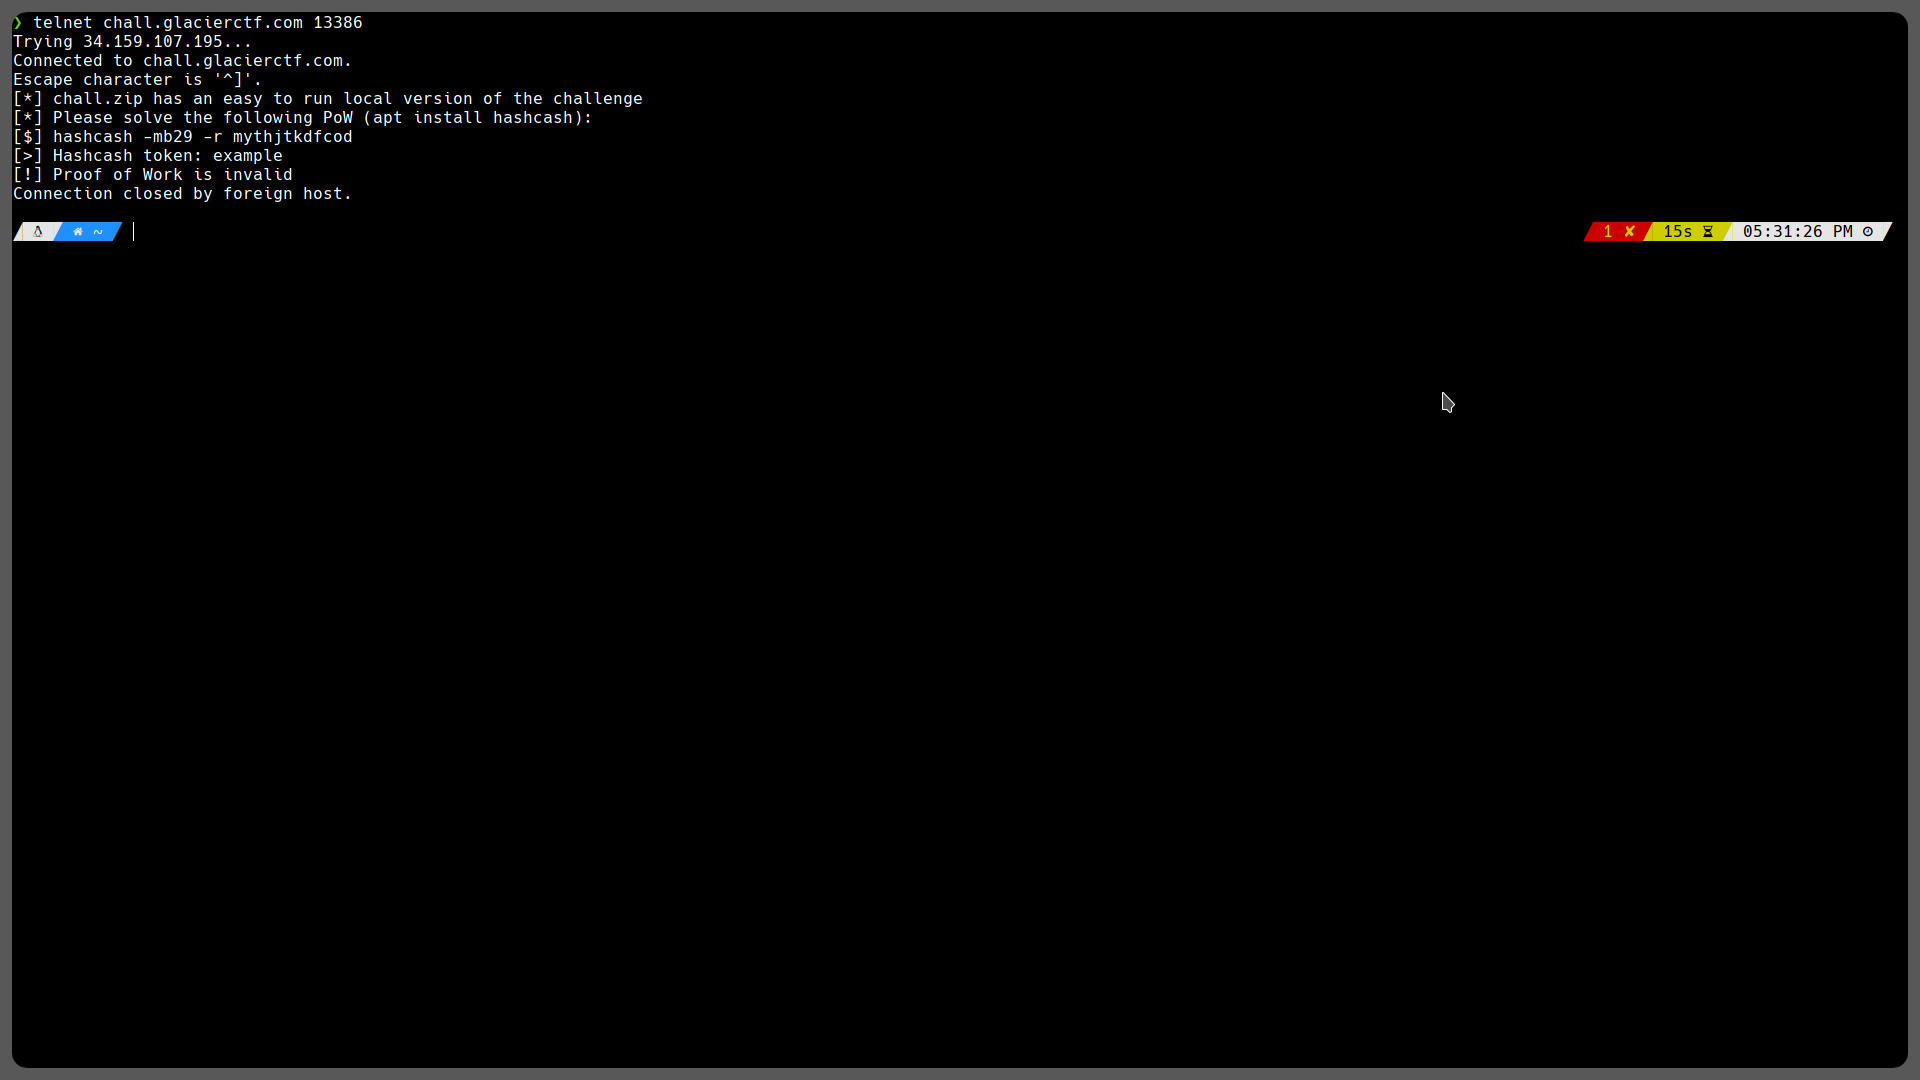 ❯ telnet chall.glacierctf.com 13386
Trying 34.159.107.195...
Connected to chall.glacierctf.com.
Escape character is '^]'.
[*] chall.zip has an easy to run local version of the challenge
[*] Please solve the following PoW (apt install hashcash):
[$] hashcash -mb29 -r mythjtkdfcod
[>] Hashcash token: example
[!] Proof of Work is invalid
Connection closed by foreign host.
~ 1 ✘ 15s 05:31:26 PM